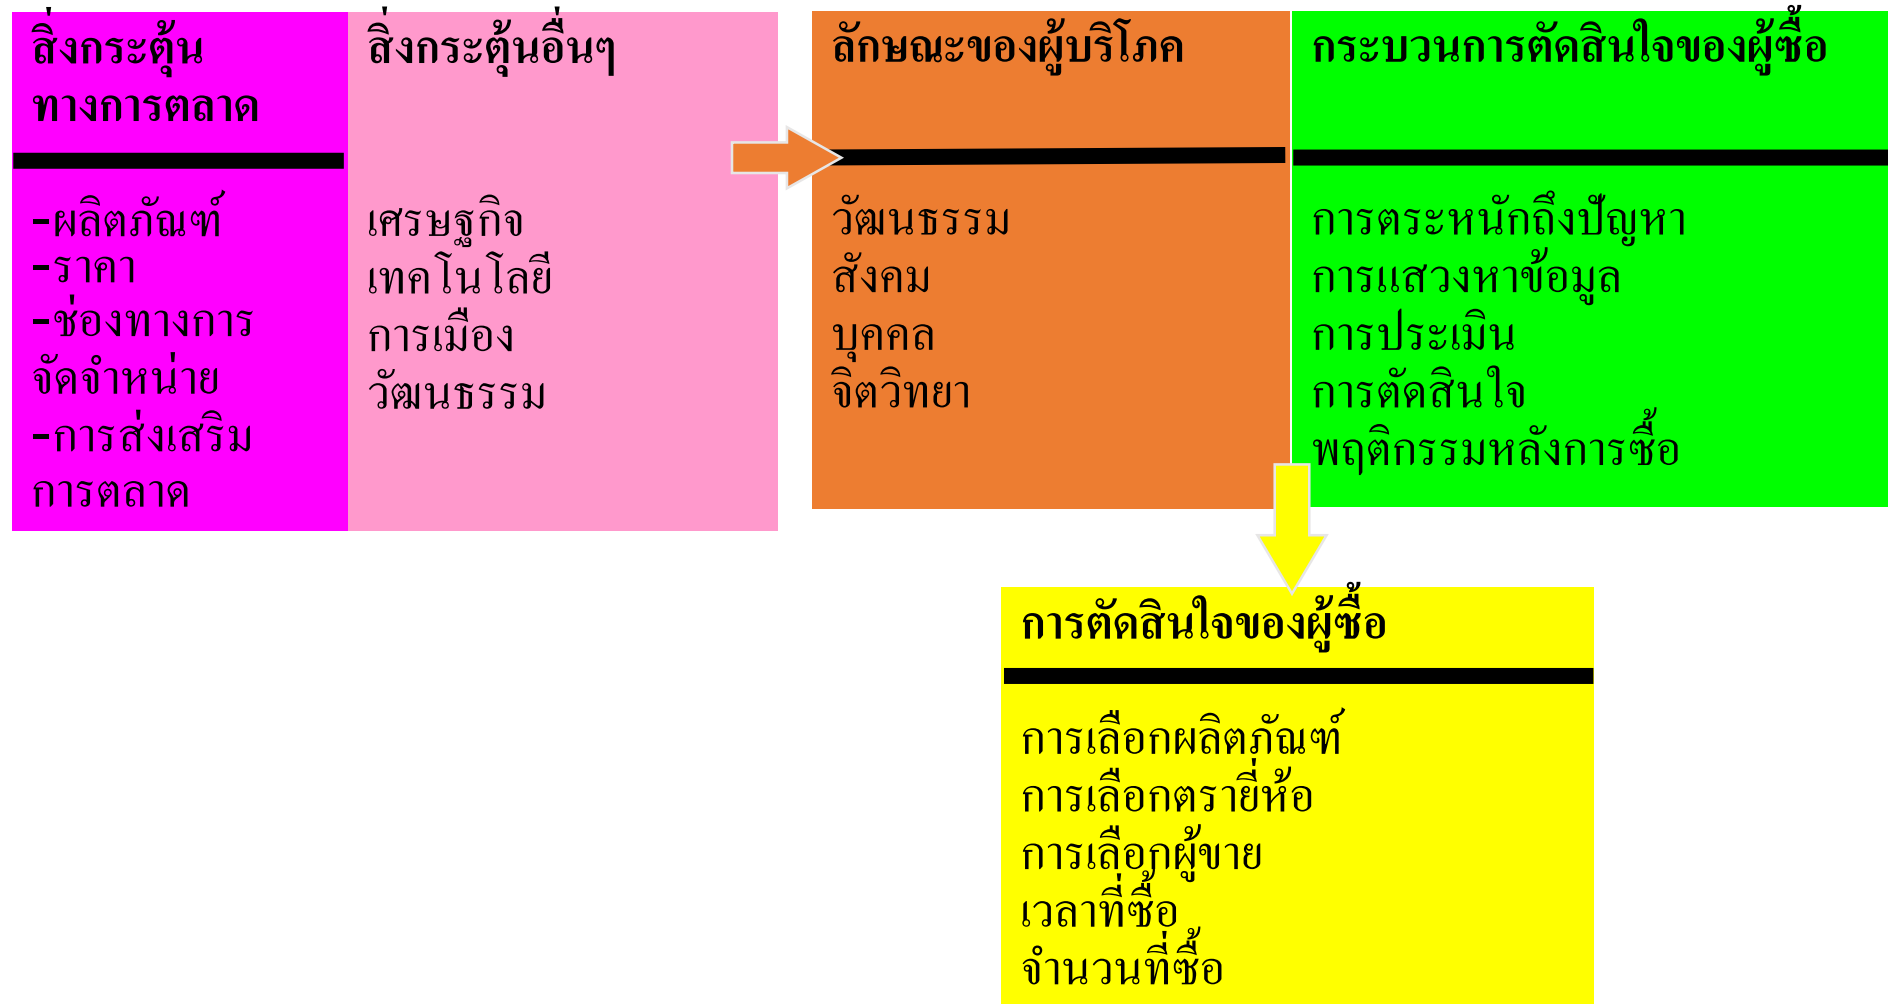 สิ่งกระตุ้น
ทางการตลาด
-ผลิตภัณฑ์
-ราคา
-ช่องทางการ
จัดจำหน่าย
-การส่งเสริม
การตลาด
สิ่งกระตุ้นอื่นๆ
เศรษฐกิจ
เทคโนโลยี
การเมือง
วัฒนธรรม
ลักษณะของผู้บริโภค
วัฒนธรรม
สังคม
บุคคล
จิตวิทยา
กระบวนการตัดสินใจของผู้ซื้อ
การตระหนักถึงปัญหา
การแสวงหาข้อมูล
การประเมิน
การตัดสินใจ
พฤติกรรมหลังการซื้อ
การตัดสินใจของผู้ซื้อ
การเลือกผลิตภัณฑ์
การเลือกตรายี่ห้อ
การเลือกผู้ขาย
เวลาที่ซื้อ
จำนวนที่ซื้อ